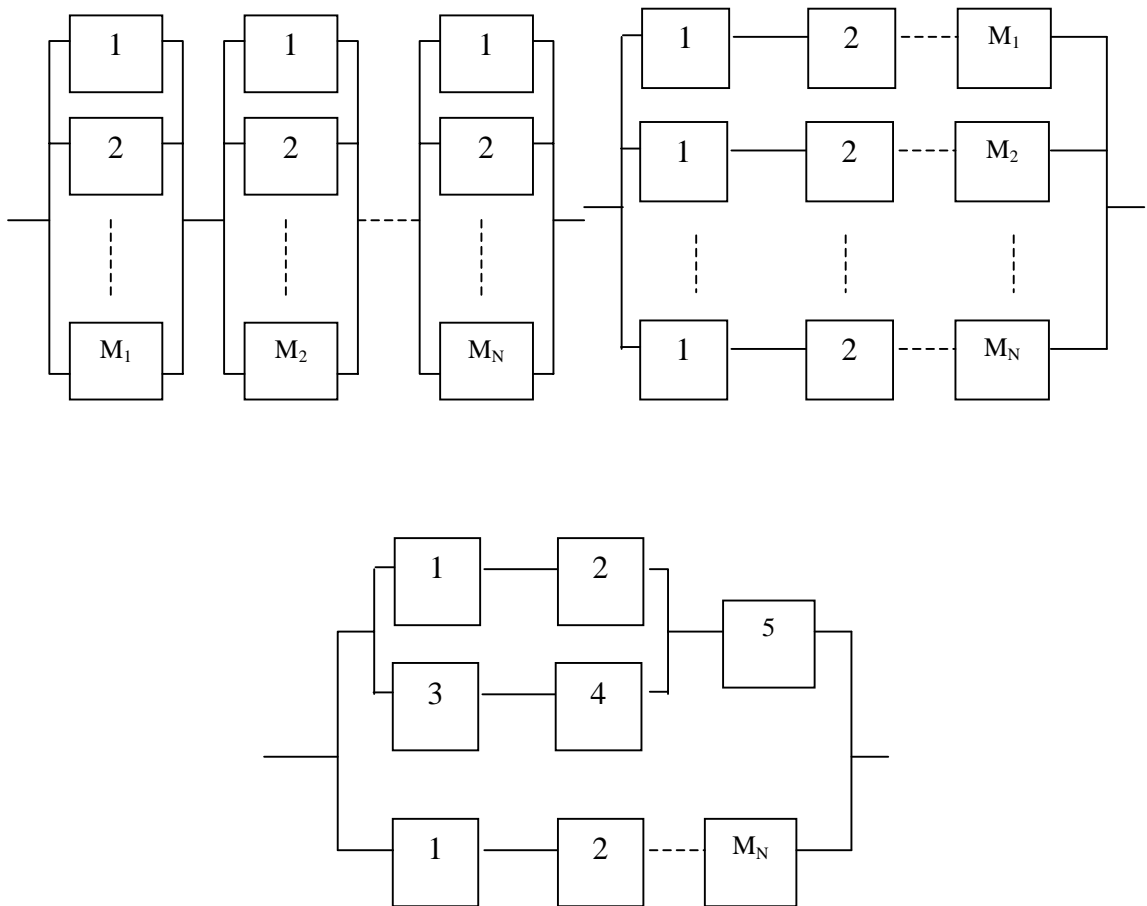 1 1 1
2 2 2
M₁ M₂ M_N
1 2 M₁
1 2 M₂
1 2 M_N
1 2
5
3 4
1 2 M_N